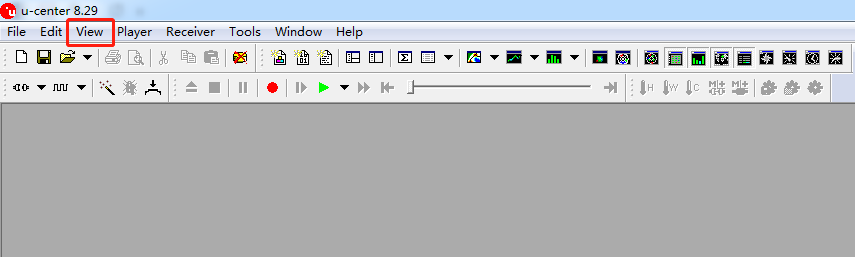 u-center 8.29
File Edit View Player Receiver Tools Window Help
H W C